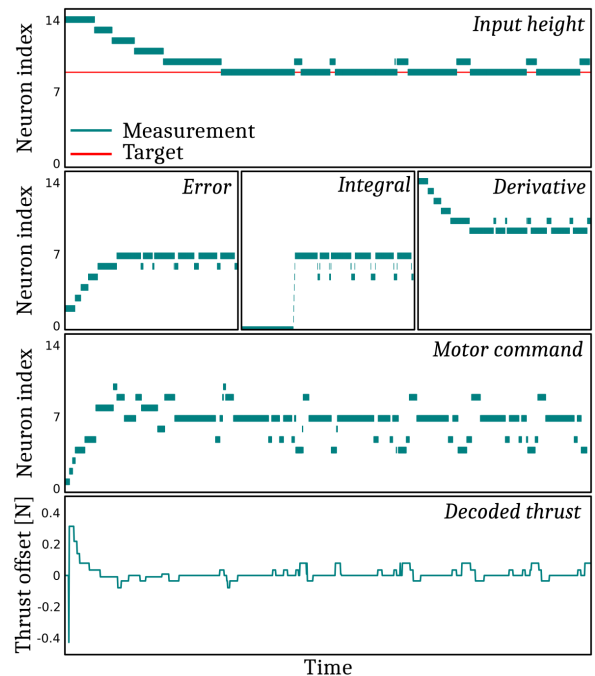 Input height
Neuron index
14
7
0
Measurement
Target
Error
Integral
Derivative
Neuron index
14
7
0
Motor command
Neuron index
14
7
0
Decoded thrust
Thrust offset [N]
0.4
0.2
0
-0.2
-0.4
Time